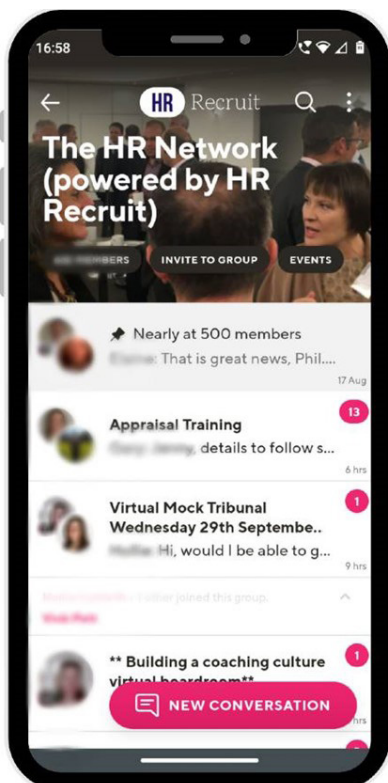 16:58
HR Recruit
The HR Network
(powered by HR
Recruit)
MEMBERS
INVITE TO GROUP
EVENTS
Nearly at 500 members
: That is great news, Phil....
17 Aug
13
Appraisal Training
, details to follow s...
6 hrs
1
Virtual Mock Tribunal
Wednesday 29th Septembe..
: Hi, would I be able to g...
9 hrs
joined this group.
1
** Building a coaching culture
virtual boardroom**
NEW CONVERSATION
hrs